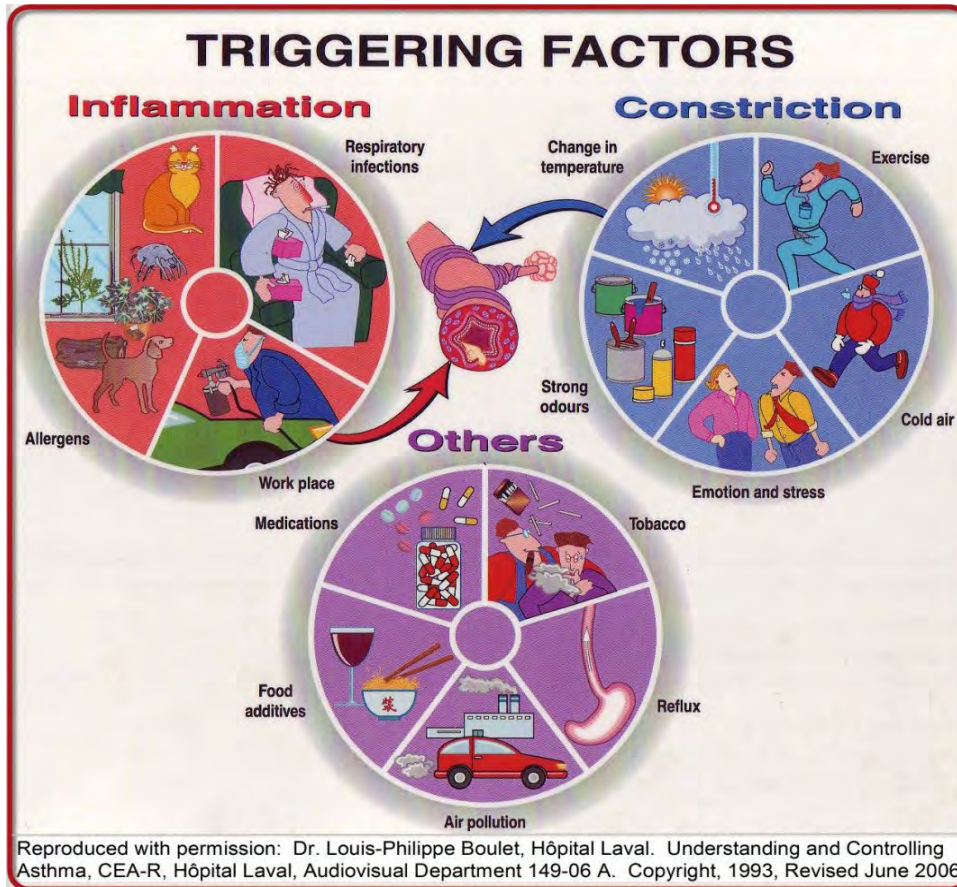 TRIGGERING FACTORS
Inflammation
Respiratory
infections
Allergens
Work place
Constriction
Change in
temperature
Exercise
Strong
odours
Cold air
Emotion and stress
Others
Medications
Tobacco
Food
additives
Reflux
Air pollution
Reproduced with permission: Dr. Louis-Philippe Boulet, Hôpital Laval. Understanding and Controlling
Asthma, CEA-R, Hôpital Laval, Audiovisual Department 149-06 A. Copyright, 1993, Revised June 2006